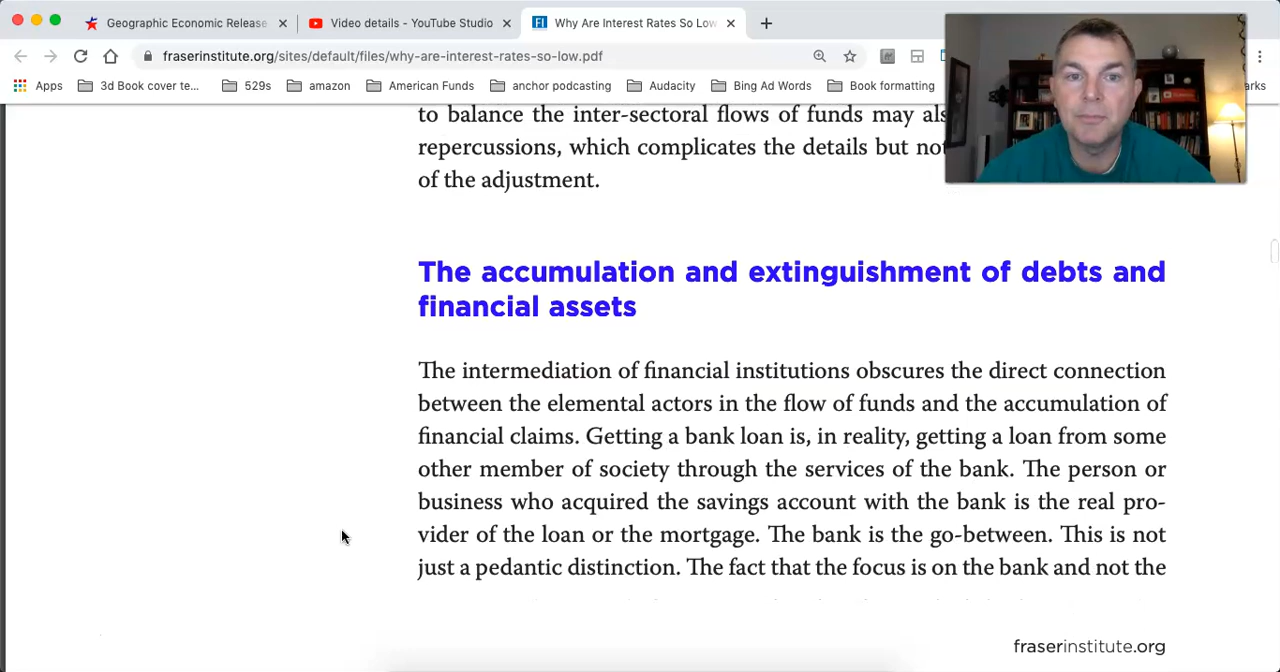 Geographic Economic Release
Video details - YouTube Studio
FI
Why Are Interest Rates So Low
fraserinstitute.org/sites/default/files/why-are-interest-rates-so-low.pdf
Apps
3d Book cover te...
529s
amazon
American Funds
anchor podcasting
Audacity
Bing Ad Words
Book formatting
arks
to balance the inter-sectoral flows of funds may als
repercussions, which complicates the details but not
of the adjustment.
The accumulation and extinguishment of debts and
financial assets
The intermediation of financial institutions obscures the direct connection
between the elemental actors in the flow of funds and the accumulation of
financial claims. Getting a bank loan is, in reality, getting a loan from some
other member of society through the services of the bank. The person or
business who acquired the savings account with the bank is the real pro-
vider of the loan or the mortgage. The bank is the go-between. This is not
just a pedantic distinction. The fact that the focus is on the bank and not the
fraserinstitute.org